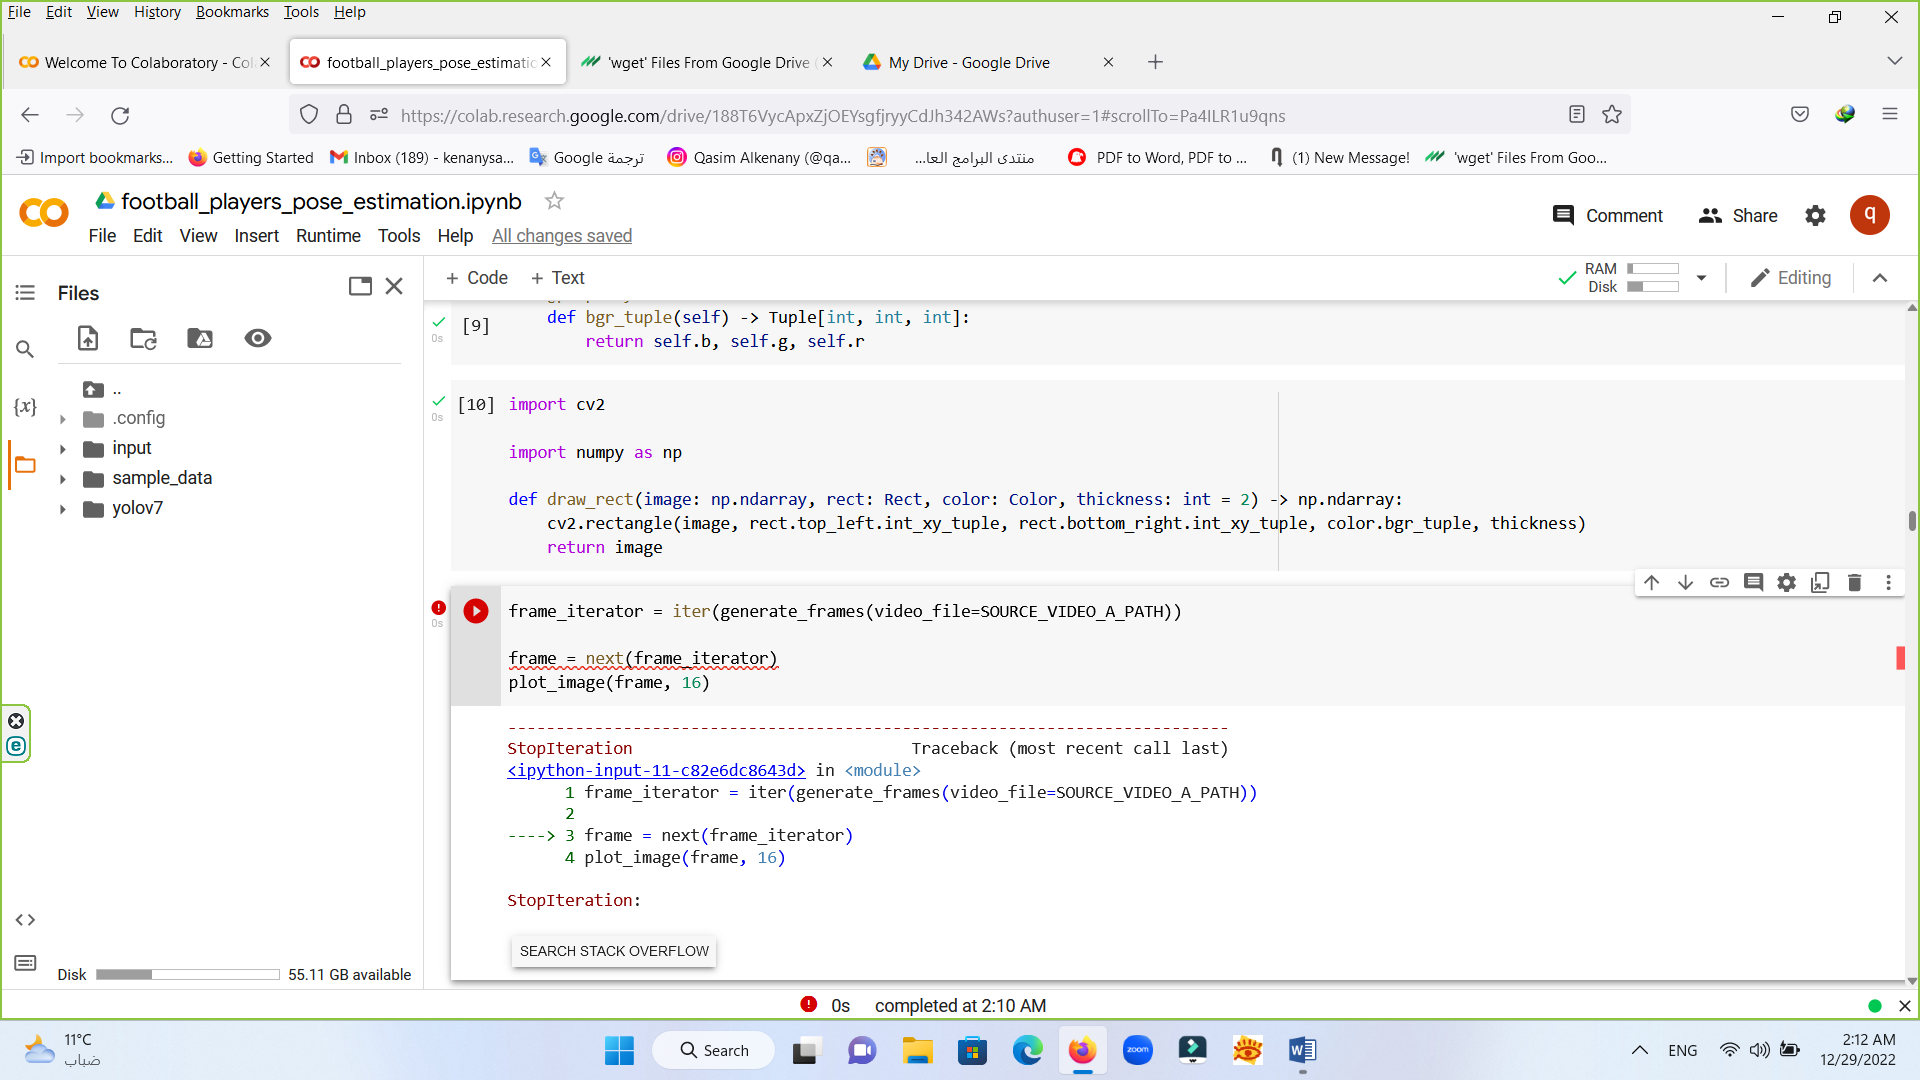 File Edit View History Bookmarks Tools Help
Welcome To Colaboratory - Col
football_players_pose_estimatic
'wget' Files From Google Drive (
My Drive - Google Drive
https://colab.research.google.com/drive/188T6VycApxZjOEYsgfjryyCdJh342AWs?authuser=1#scrollTo=Pa4ILR1u9qns
Import bookmarks... Getting Started Inbox (189) - kenanysa... Google ترجمة Qasim Alkenany (@qa... منتدى البرامج العا... PDF to Word, PDF to ... (1) New Message! 'wget' Files From Goo...
football_players_pose_estimation.ipynb
Comment Share q
File Edit View Insert Runtime Tools Help All changes saved
Files
+ Code + Text
RAM
Disk
Editing
..
.config
input
sample_data
yolov7
{x}
Disk 55.11 GB available
[9]
0s
def bgr_tuple(self) -> Tuple[int, int, int]:
return self.b, self.g, self.r
[10] import cv2
0s
import numpy as np
def draw_rect(image: np.ndarray, rect: Rect, color: Color, thickness: int = 2) -> np.ndarray:
cv2.rectangle(image, rect.top_left.int_xy_tuple, rect.bottom_right.int_xy_tuple, color.bgr_tuple, thickness)
return image
0s
frame_iterator = iter(generate_frames(video_file=SOURCE_VIDEO_A_PATH))
frame = next(frame_iterator)
plot_image(frame, 16)
---------------------------------------------------------------------------
StopIteration Traceback (most recent call last)
<ipython-input-11-c82e6dc8643d> in <module>
1 frame_iterator = iter(generate_frames(video_file=SOURCE_VIDEO_A_PATH))
2
----> 3 frame = next(frame_iterator)
4 plot_image(frame, 16)
StopIteration:
SEARCH STACK OVERFLOW
0s completed at 2:10 AM
11°C
ضباب
Search
zoom
ENG
2:12 AM
12/29/2022